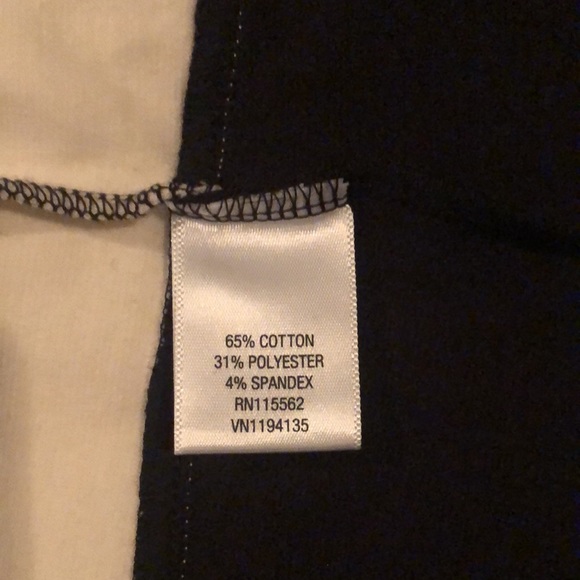 65% COTTON
31% POLYESTER
4% SPANDEX
RN115562
VN1194135